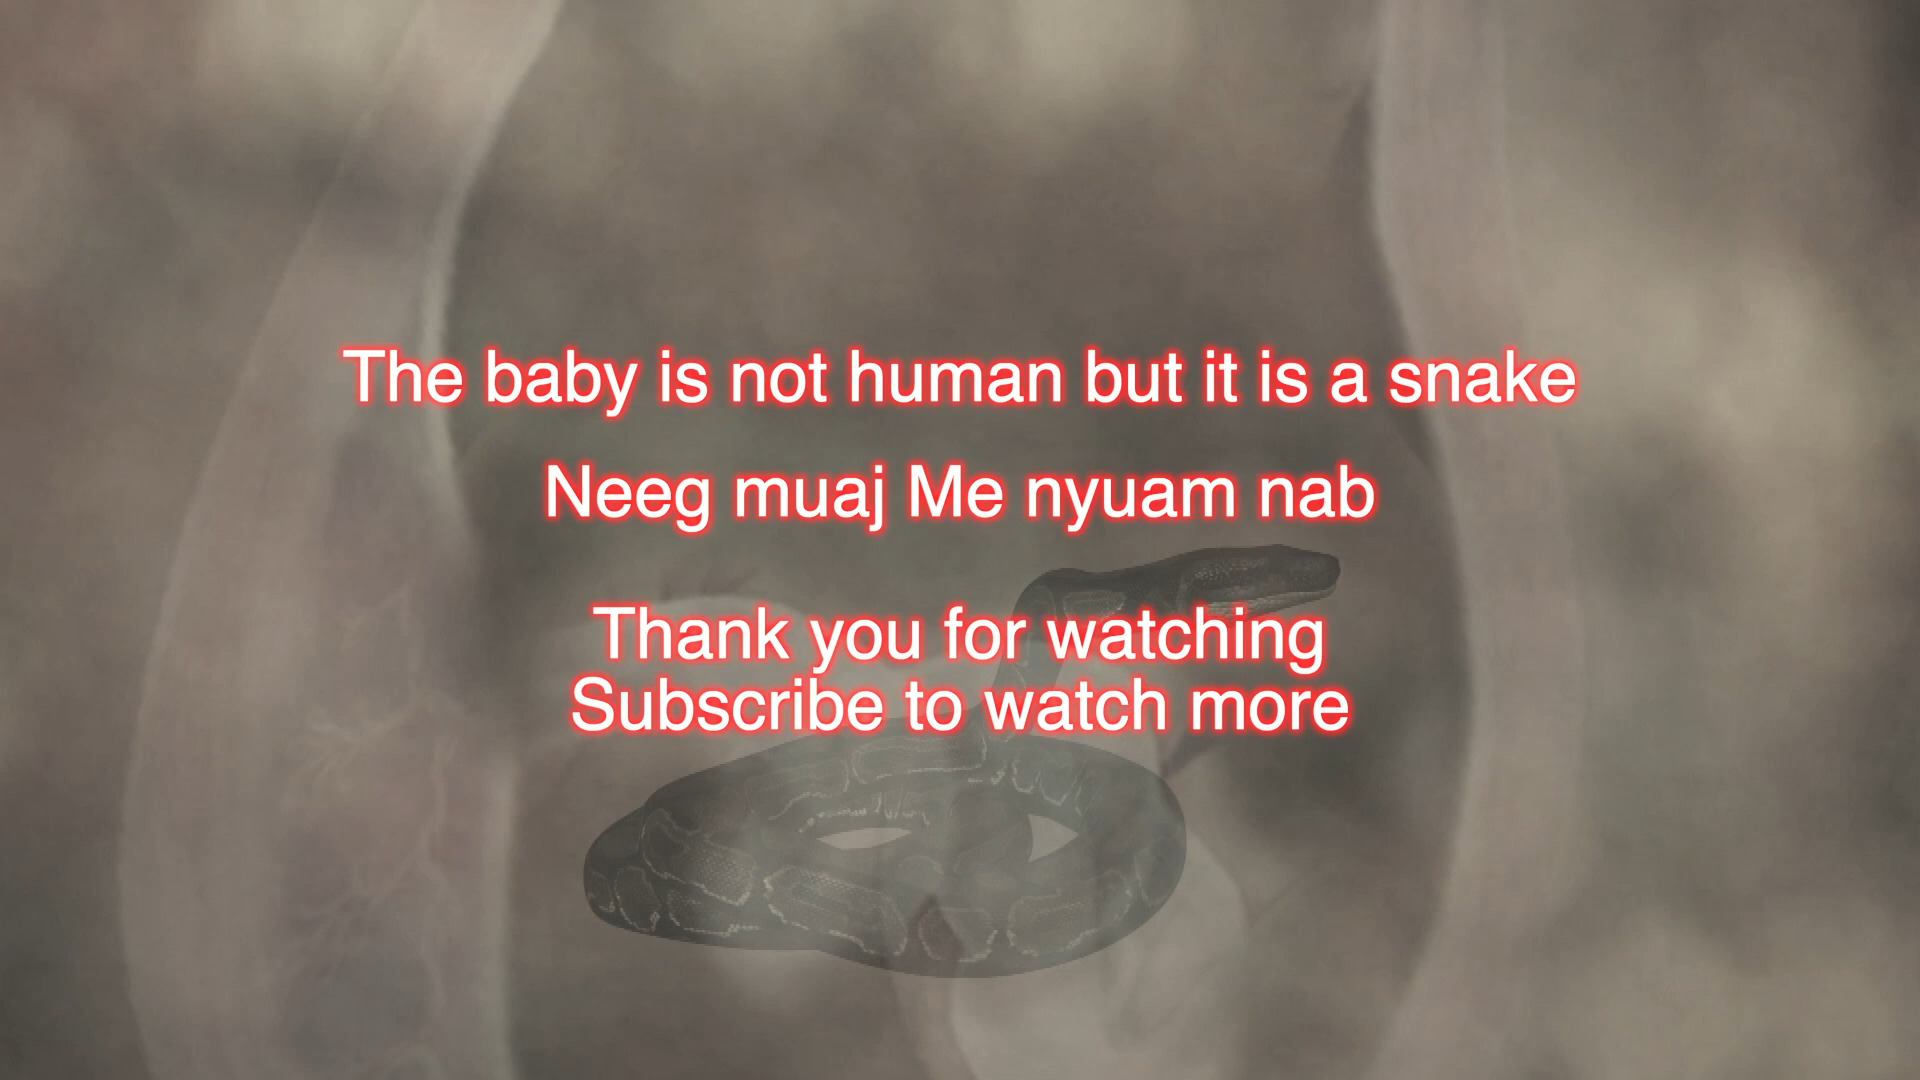 The baby is not human but it is a snake
Neeg muaj Me nyuam nab
Thank you for watching
Subscribe to watch more